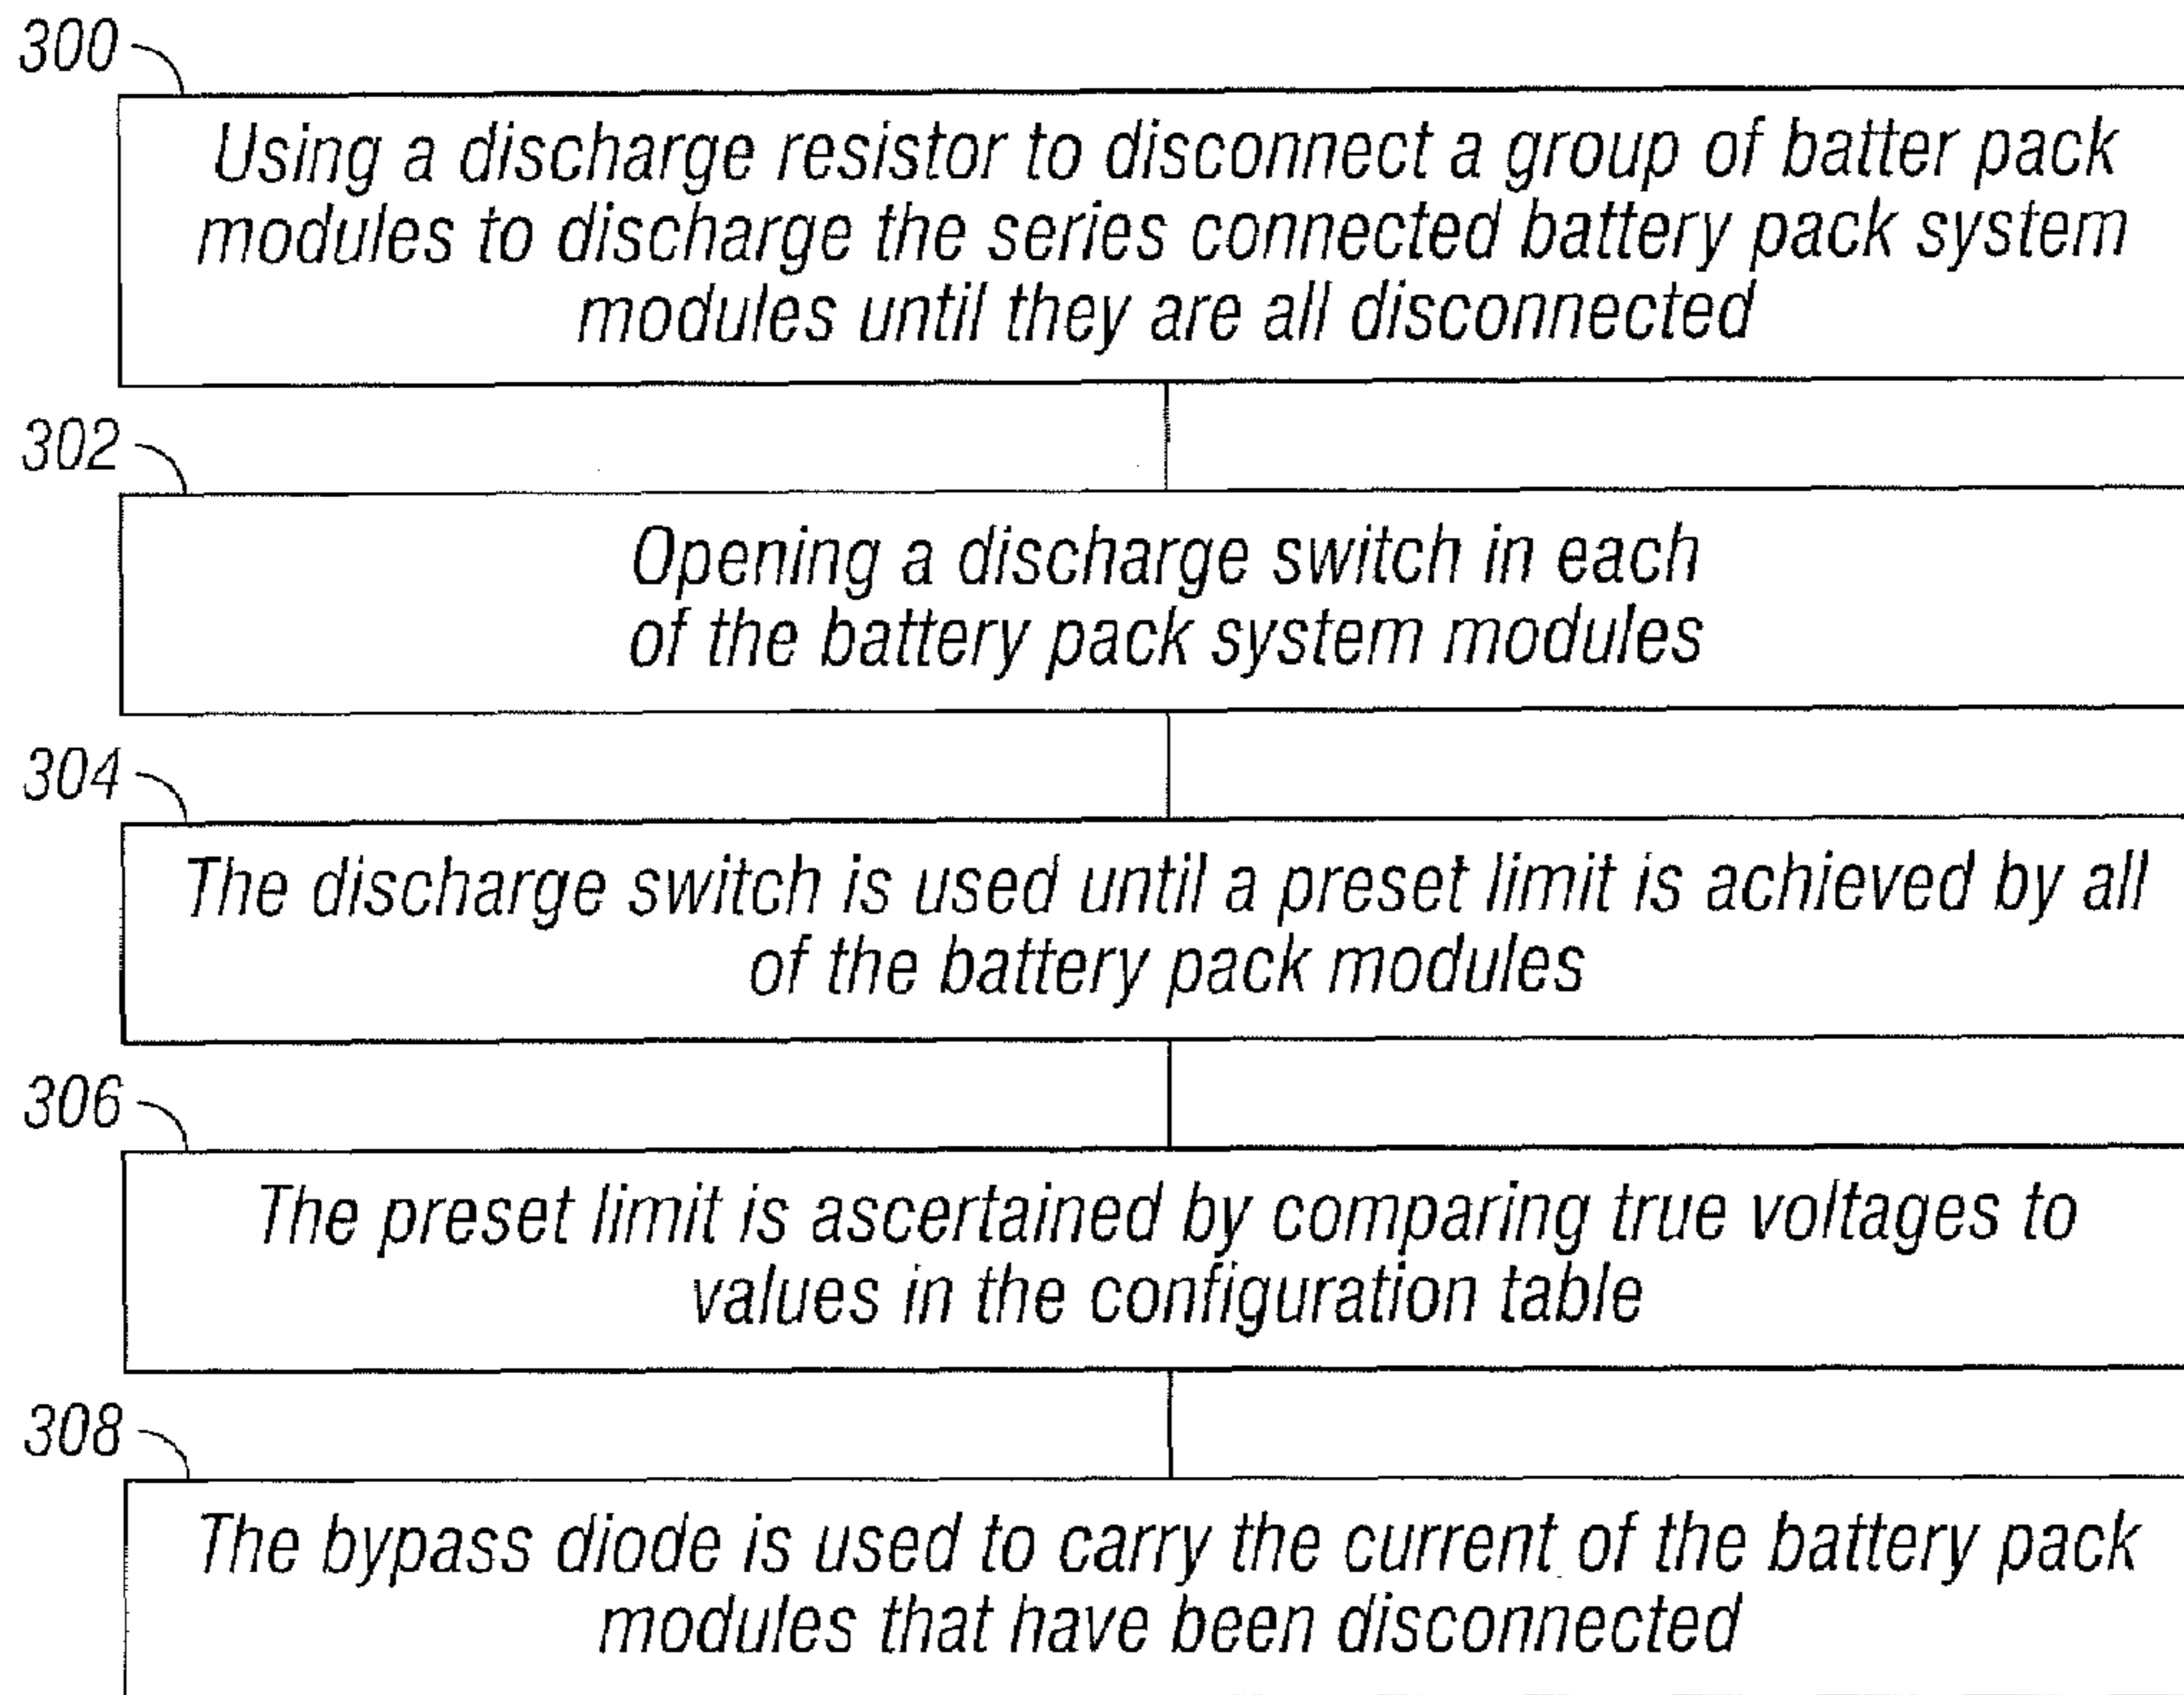 300
Using a discharge resistor to disconnect a group of batter pack
modules to discharge the series connected battery pack system
modules until they are all disconnected
302
Opening a discharge switch in each
of the battery pack system modules
304
The discharge switch is used until a preset limit is achieved by all
of the battery pack modules
306
The preset limit is ascertained by comparing true voltages to
values in the configuration table
308
The bypass diode is used to carry the current of the battery pack
modules that have been disconnected